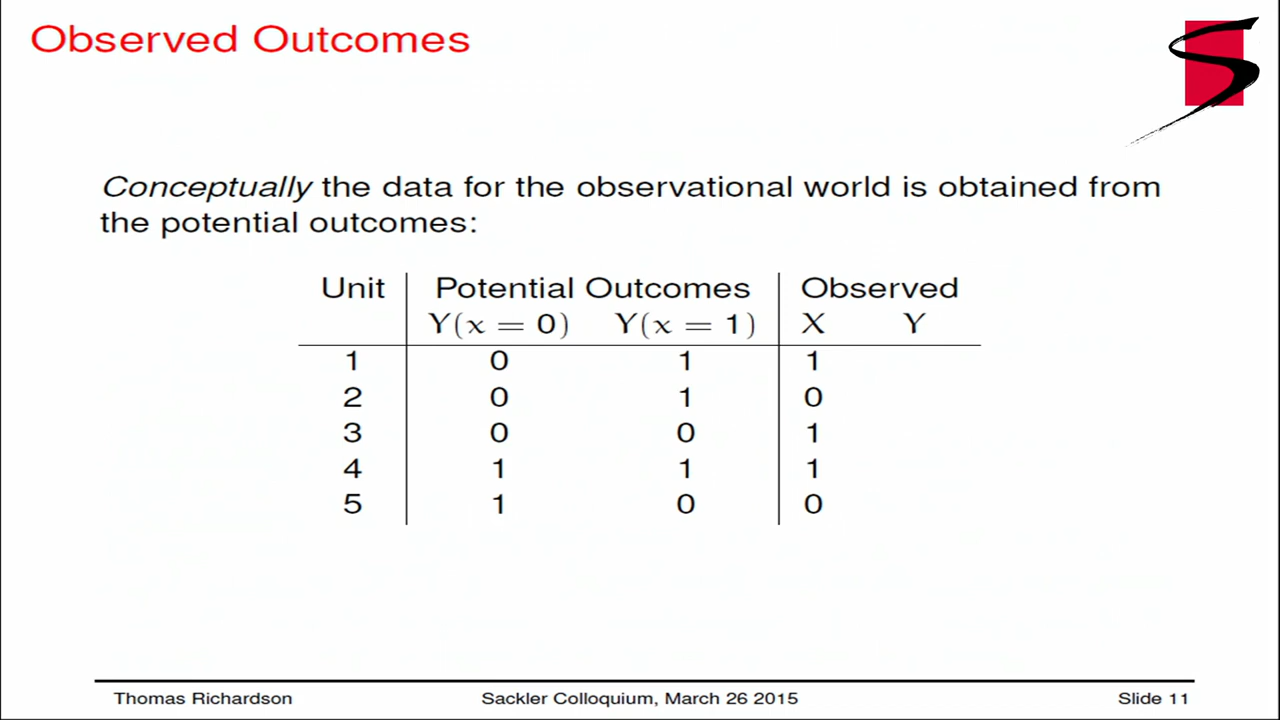 Observed Outcomes
Conceptually the data for the observational world is obtained from
the potential outcomes:
Unit Potential Outcomes Observed
Y(x = 0) Y(x = 1) X Y
1 0 1 1
2 0 1 0
3 0 0 1
4 1 1 1
5 1 0 0
Thomas Richardson Sackler Colloquium, March 26 2015 Slide 11